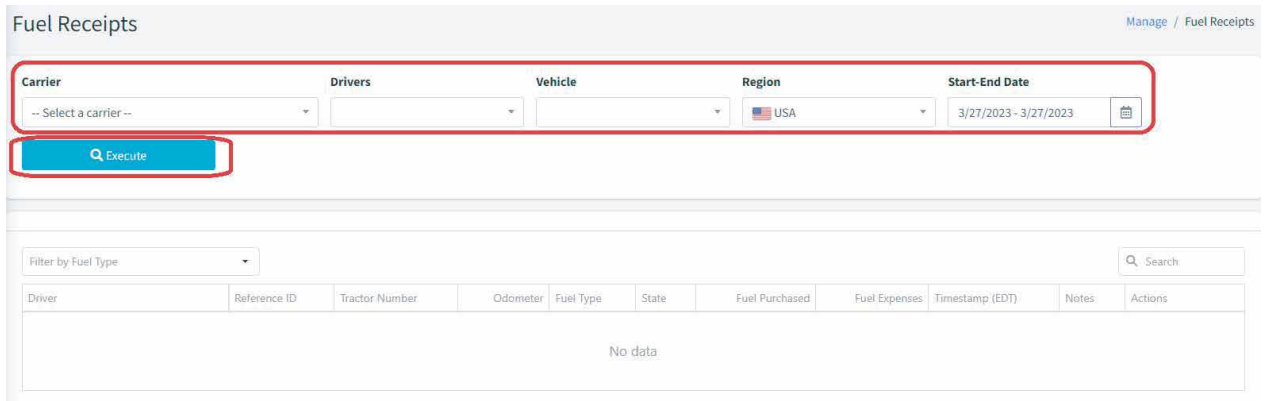 Fuel Receipts
Manage / Fuel Receipts
Carrier Drivers Vehicle Region Start-End Date
-- Select a carrier -- USA 3/27/2023 - 3/27/2023
Execute
Filter by Fuel Type Search
Driver Reference ID Tractor Number Odometer Fuel Type State Fuel Purchased Fuel Expenses Timestamp (EDT) Notes Actions
No data